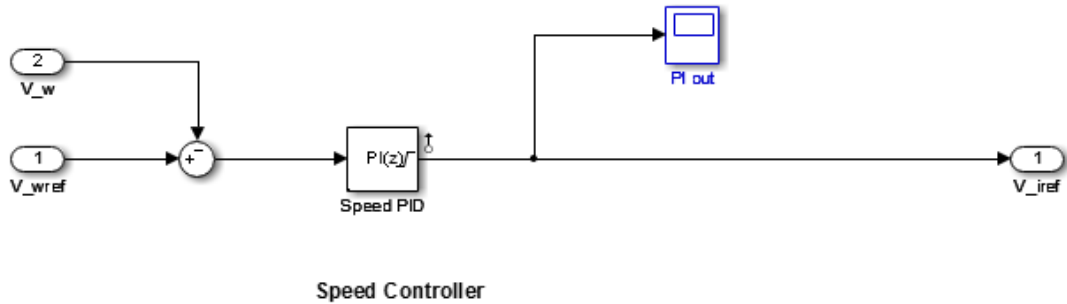 PI out
2
V_w
+
−
PI(z)
1
V_wref
Speed PID
1
V_iref
Speed Controller